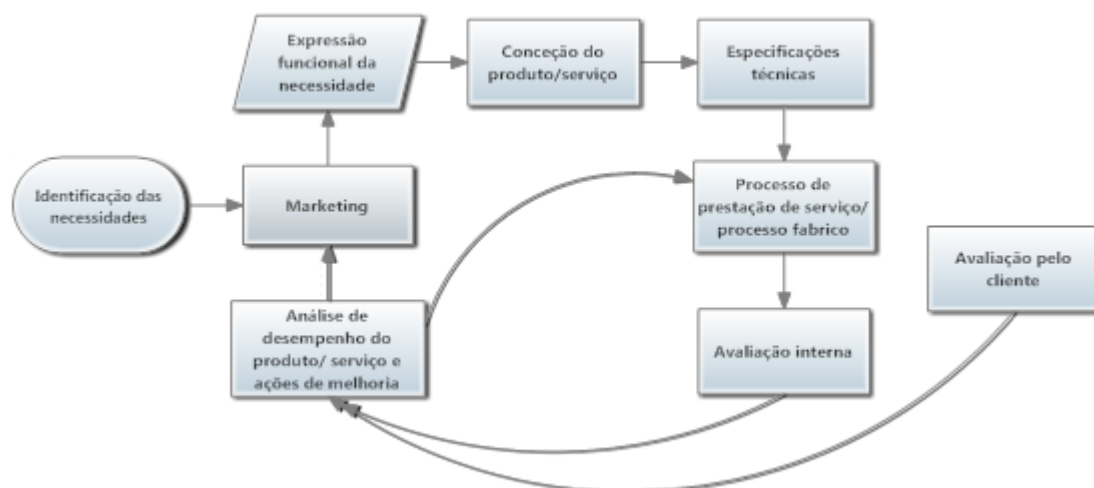 Expressão
funcional da
necessidade
Conceção do
produto/serviço
Especificações
técnicas
Identificação das
necessidades
Marketing
Processo de
prestação de serviço/
processo fabrico
Avaliação pelo
cliente
Análise de
desempenho do
produto/ serviço e
ações de melhoria
Avaliação interna